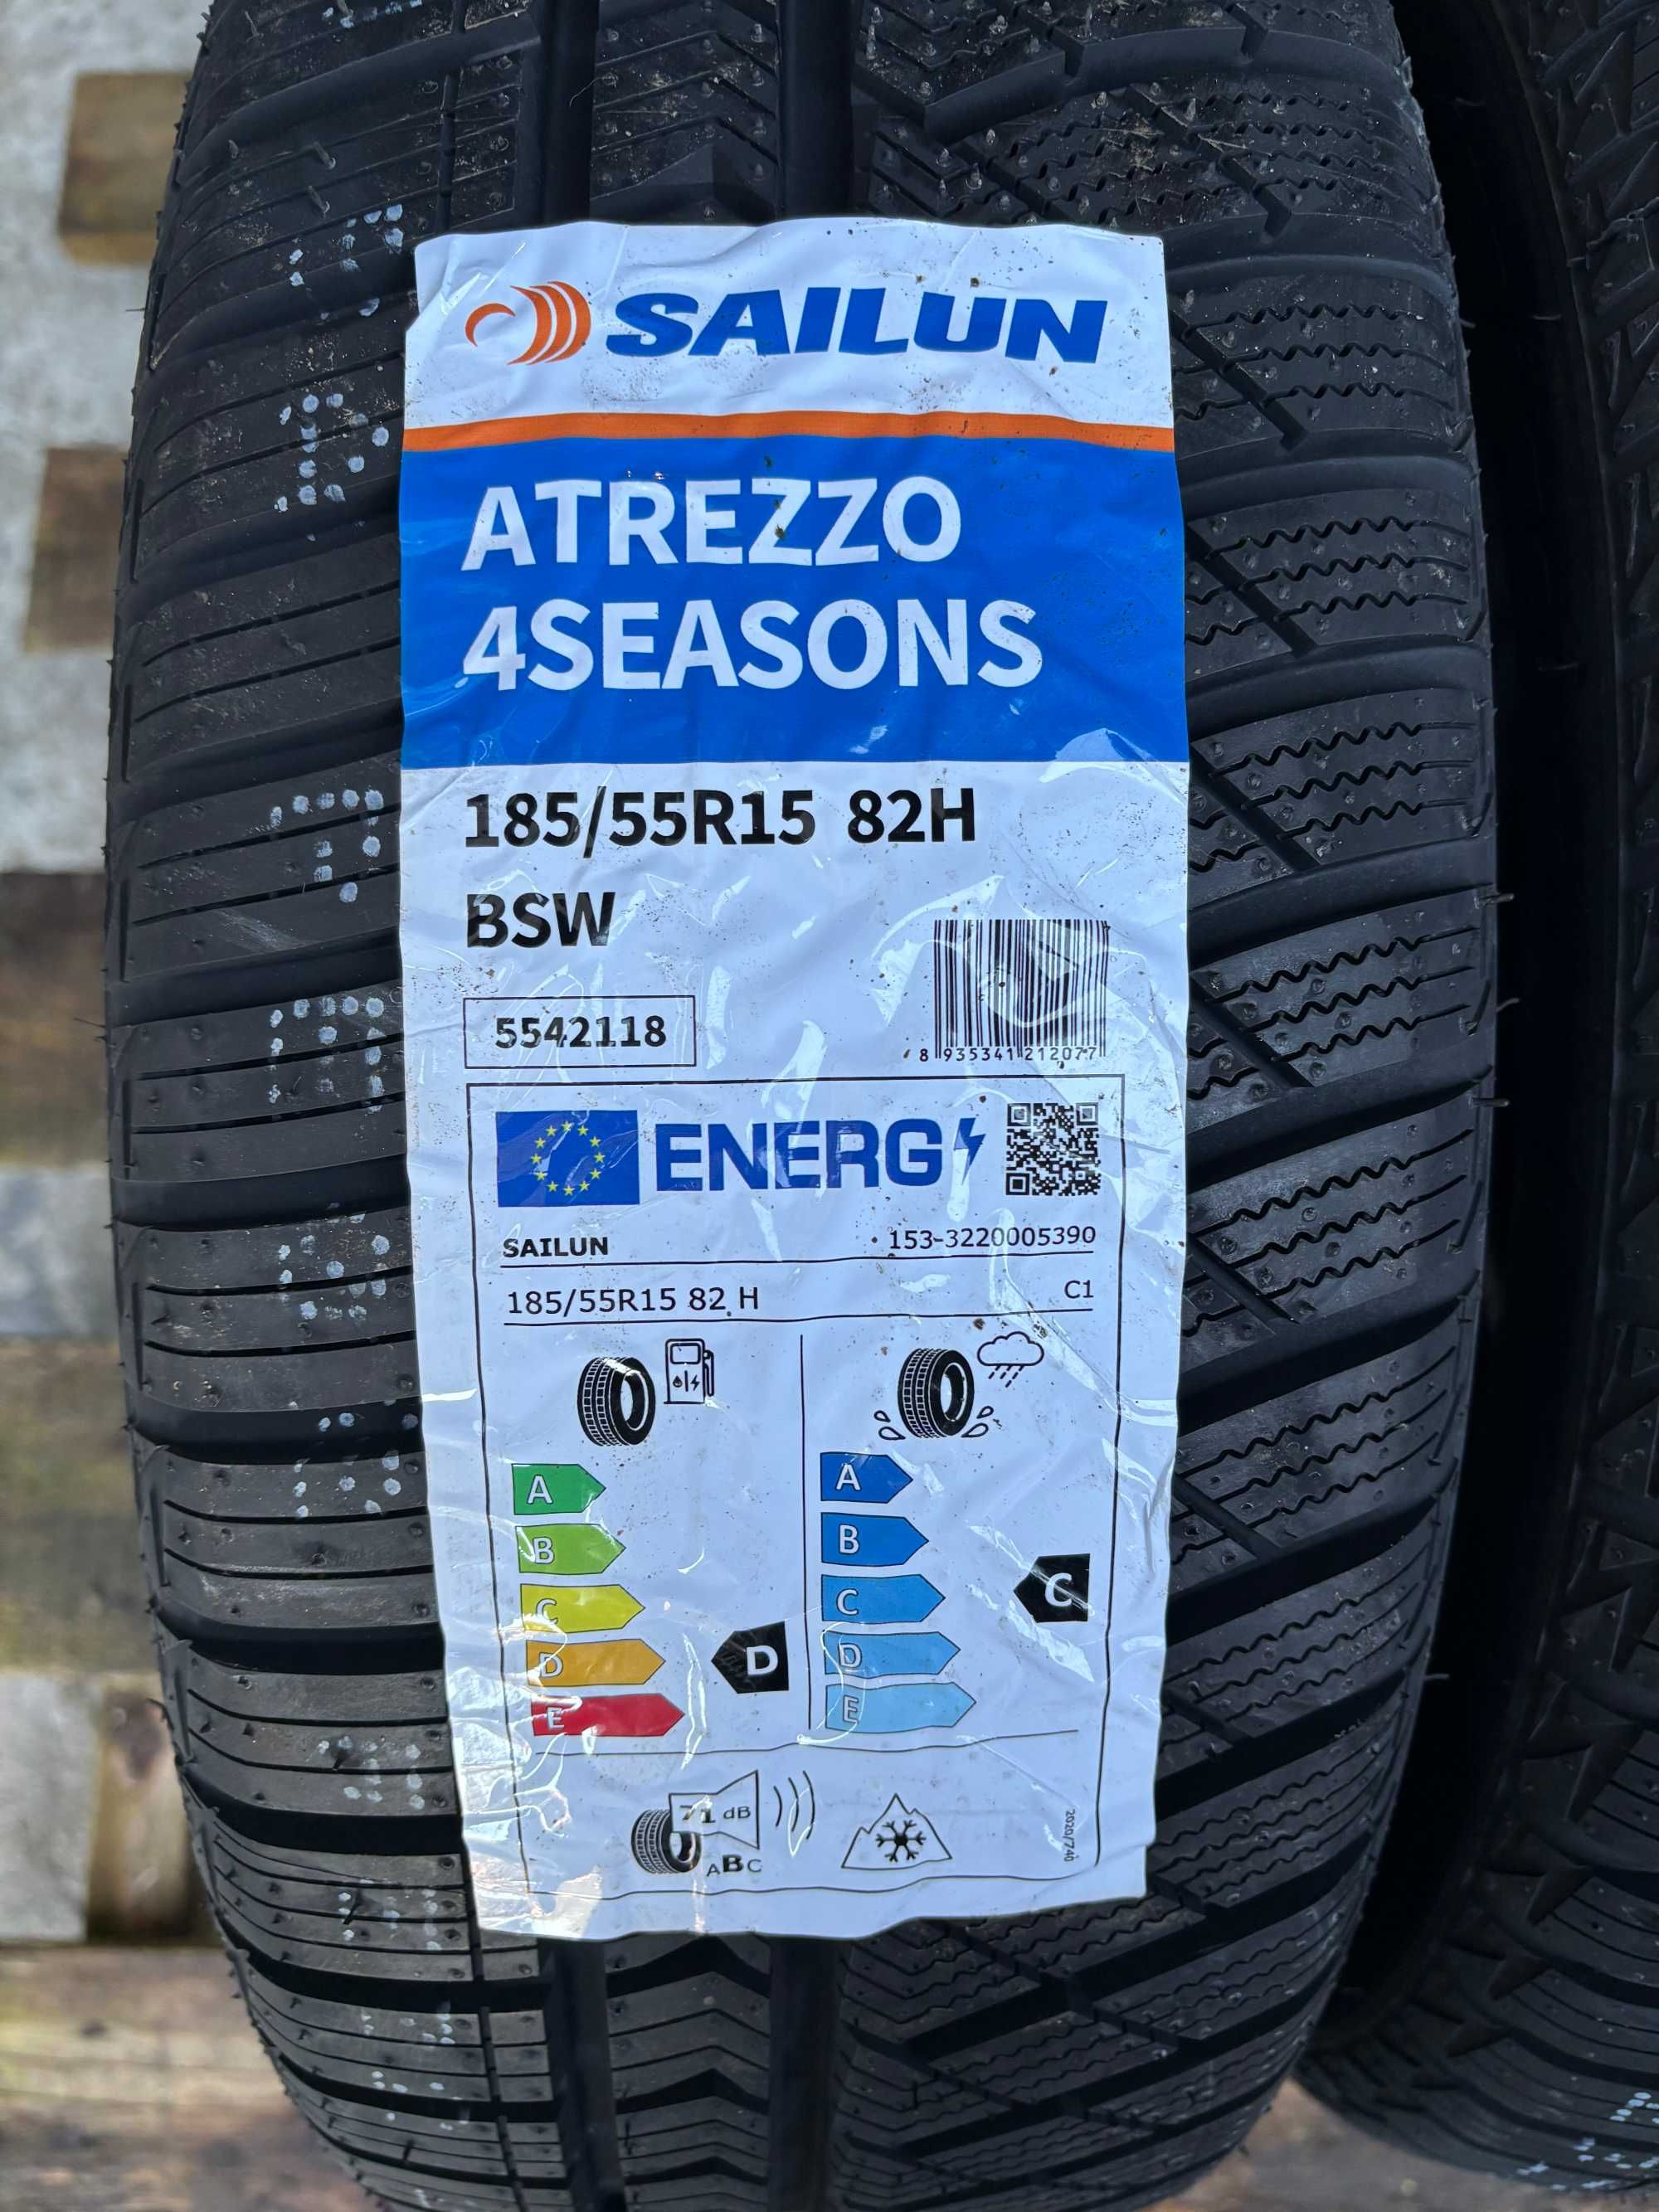 SAILUN
ATREZZO
4SEASONS
185/55R15 82H
BSW
5542118
8 935341 212077
ENERG
SAILUN
153-3220005390
185/55R15 82 H
C1
A
B
C
D
E
D
A
B
C
D
E
C
71 dB
ABC
2020/740